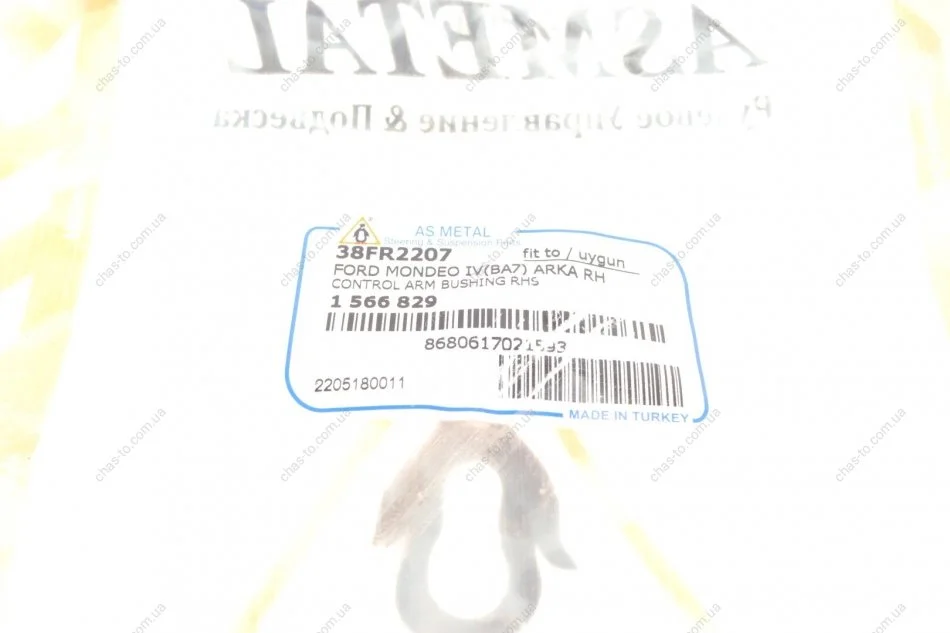 ASMETAL
Рулевое Управление & Подвеска
AS METAL
Steering & Suspension Parts
38FR2207 fit to / uygun
FORD MONDEO IV(BA7) ARKA RH
CONTROL ARM BUSHING RHS
1 566 829
8680617021593
2205180011
MADE IN TURKEY
chas-to.com.ua